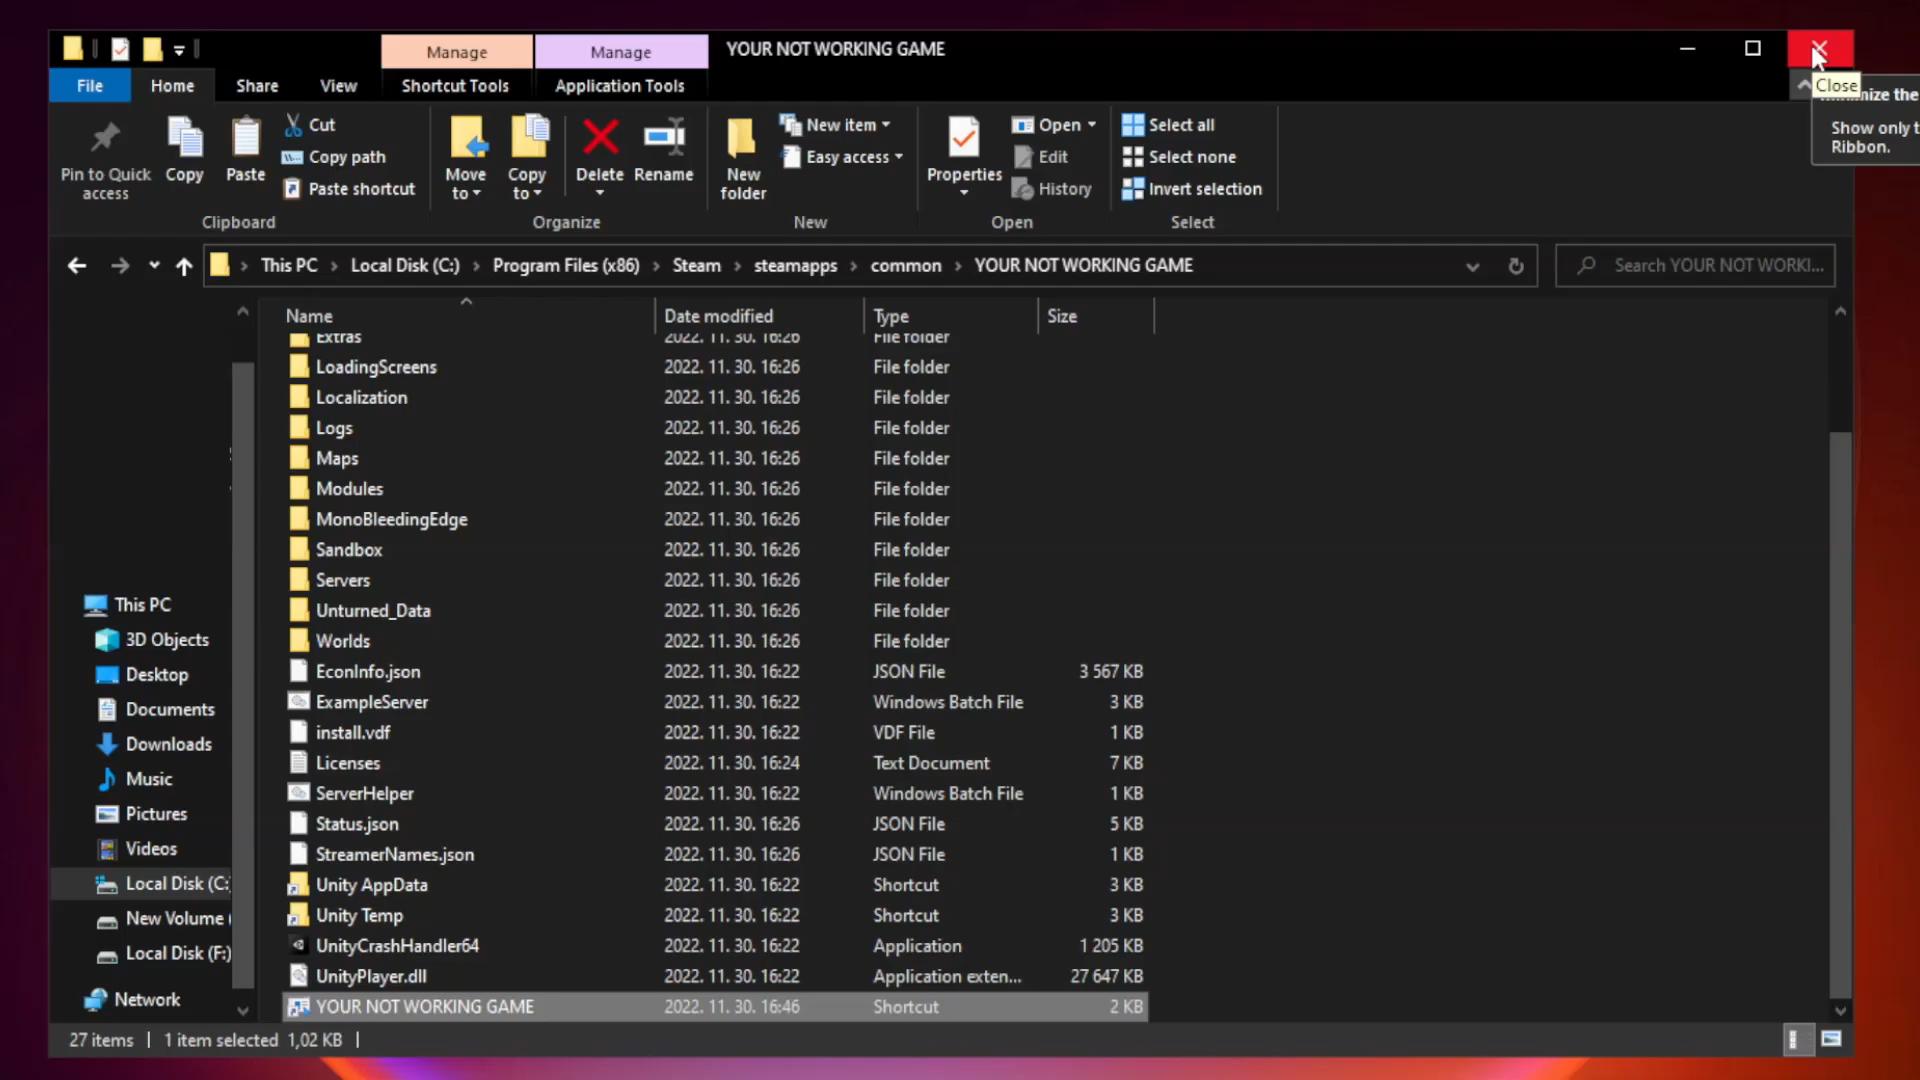 Manage
Manage
YOUR NOT WORKING GAME
File
Home
Share
View
Shortcut Tools
Application Tools
Close
the
Show only t
Ribbon.
Pin to Quick access
Copy
Paste
Cut
Copy path
Paste shortcut
Move to
Copy to
Delete
Rename
New folder
New item
Easy access
Properties
Open
Edit
History
Select all
Select none
Invert selection
Clipboard
Organize
New
Open
Select
This PC > Local Disk (C:) > Program Files (x86) > Steam > steamapps > common > YOUR NOT WORKING GAME
Search YOUR NOT WORKI...
Name Date modified Type Size
Extras 2022. 11. 30. 16:26 File folder
LoadingScreens 2022. 11. 30. 16:26 File folder
Localization 2022. 11. 30. 16:26 File folder
Logs 2022. 11. 30. 16:26 File folder
Maps 2022. 11. 30. 16:26 File folder
Modules 2022. 11. 30. 16:26 File folder
MonoBleedingEdge 2022. 11. 30. 16:26 File folder
Sandbox 2022. 11. 30. 16:26 File folder
Servers 2022. 11. 30. 16:26 File folder
Unturned_Data 2022. 11. 30. 16:26 File folder
Worlds 2022. 11. 30. 16:26 File folder
EconInfo.json 2022. 11. 30. 16:22 JSON File 3 567 KB
ExampleServer 2022. 11. 30. 16:22 Windows Batch File 3 KB
install.vdf 2022. 11. 30. 16:22 VDF File 1 KB
Licenses 2022. 11. 30. 16:24 Text Document 7 KB
ServerHelper 2022. 11. 30. 16:22 Windows Batch File 1 KB
Status.json 2022. 11. 30. 16:26 JSON File 5 KB
StreamerNames.json 2022. 11. 30. 16:26 JSON File 1 KB
Unity AppData 2022. 11. 30. 16:22 Shortcut 3 KB
Unity Temp 2022. 11. 30. 16:22 Shortcut 3 KB
UnityCrashHandler64 2022. 11. 30. 16:22 Application 1 205 KB
UnityPlayer.dll 2022. 11. 30. 16:22 Application exten... 27 647 KB
YOUR NOT WORKING GAME 2022. 11. 30. 16:46 Shortcut 2 KB
This PC
3D Objects
Desktop
Documents
Downloads
Music
Pictures
Videos
Local Disk (C:
New Volume (
Local Disk (F:)
Network
27 items | 1 item selected 1,02 KB |